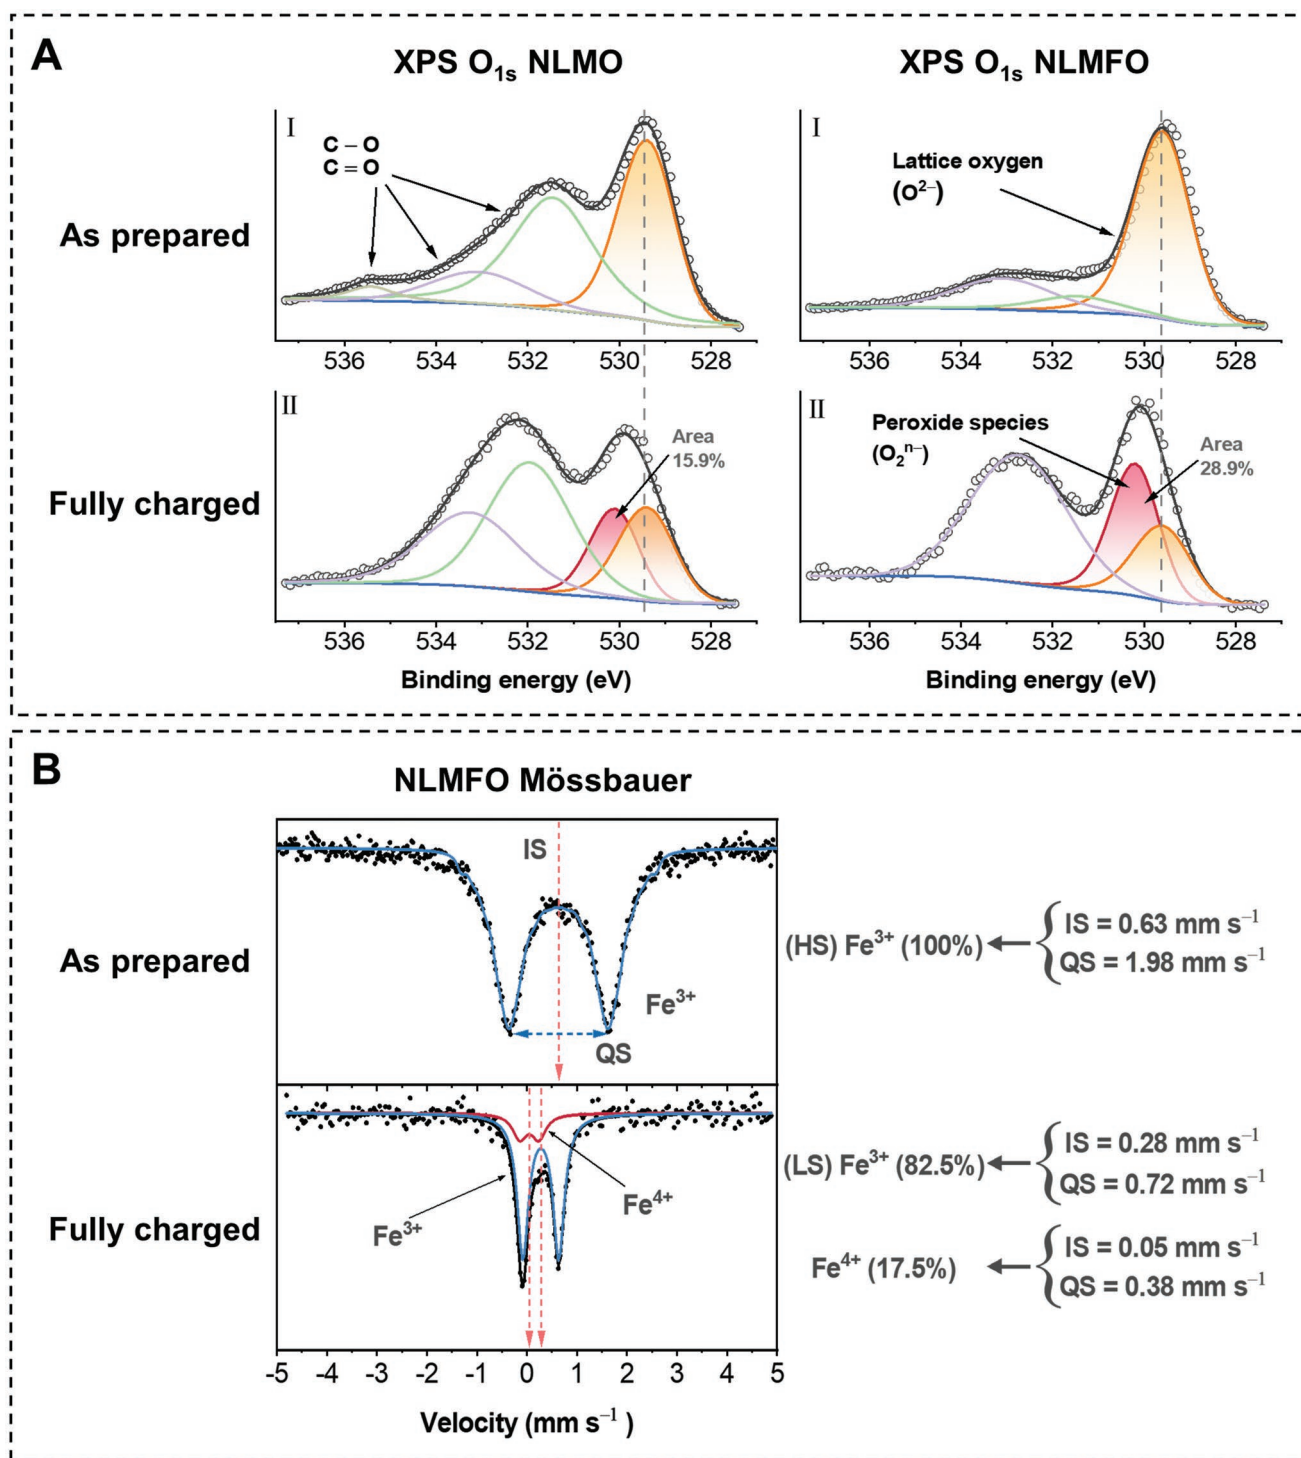 A
XPS O1s NLMO
XPS O1s NLMFO
As prepared
I
C – O
C = O
I
Lattice oxygen
(O²⁻)
536 534 532 530 528
536 534 532 530 528
Fully charged
II
Area
15.9%
II
Peroxide species
(O₂ⁿ⁻)
Area
28.9%
536 534 532 530 528
536 534 532 530 528
Binding energy (eV)
Binding energy (eV)
B
NLMFO Mössbauer
As prepared
IS
Fe³⁺
QS
(HS) Fe³⁺ (100%)
IS = 0.63 mm s⁻¹
QS = 1.98 mm s⁻¹
Fully charged
Fe³⁺
Fe⁴⁺
(LS) Fe³⁺ (82.5%)
IS = 0.28 mm s⁻¹
QS = 0.72 mm s⁻¹
Fe⁴⁺ (17.5%)
IS = 0.05 mm s⁻¹
QS = 0.38 mm s⁻¹
-5 -4 -3 -2 -1 0 1 2 3 4 5
Velocity (mm s⁻¹ )